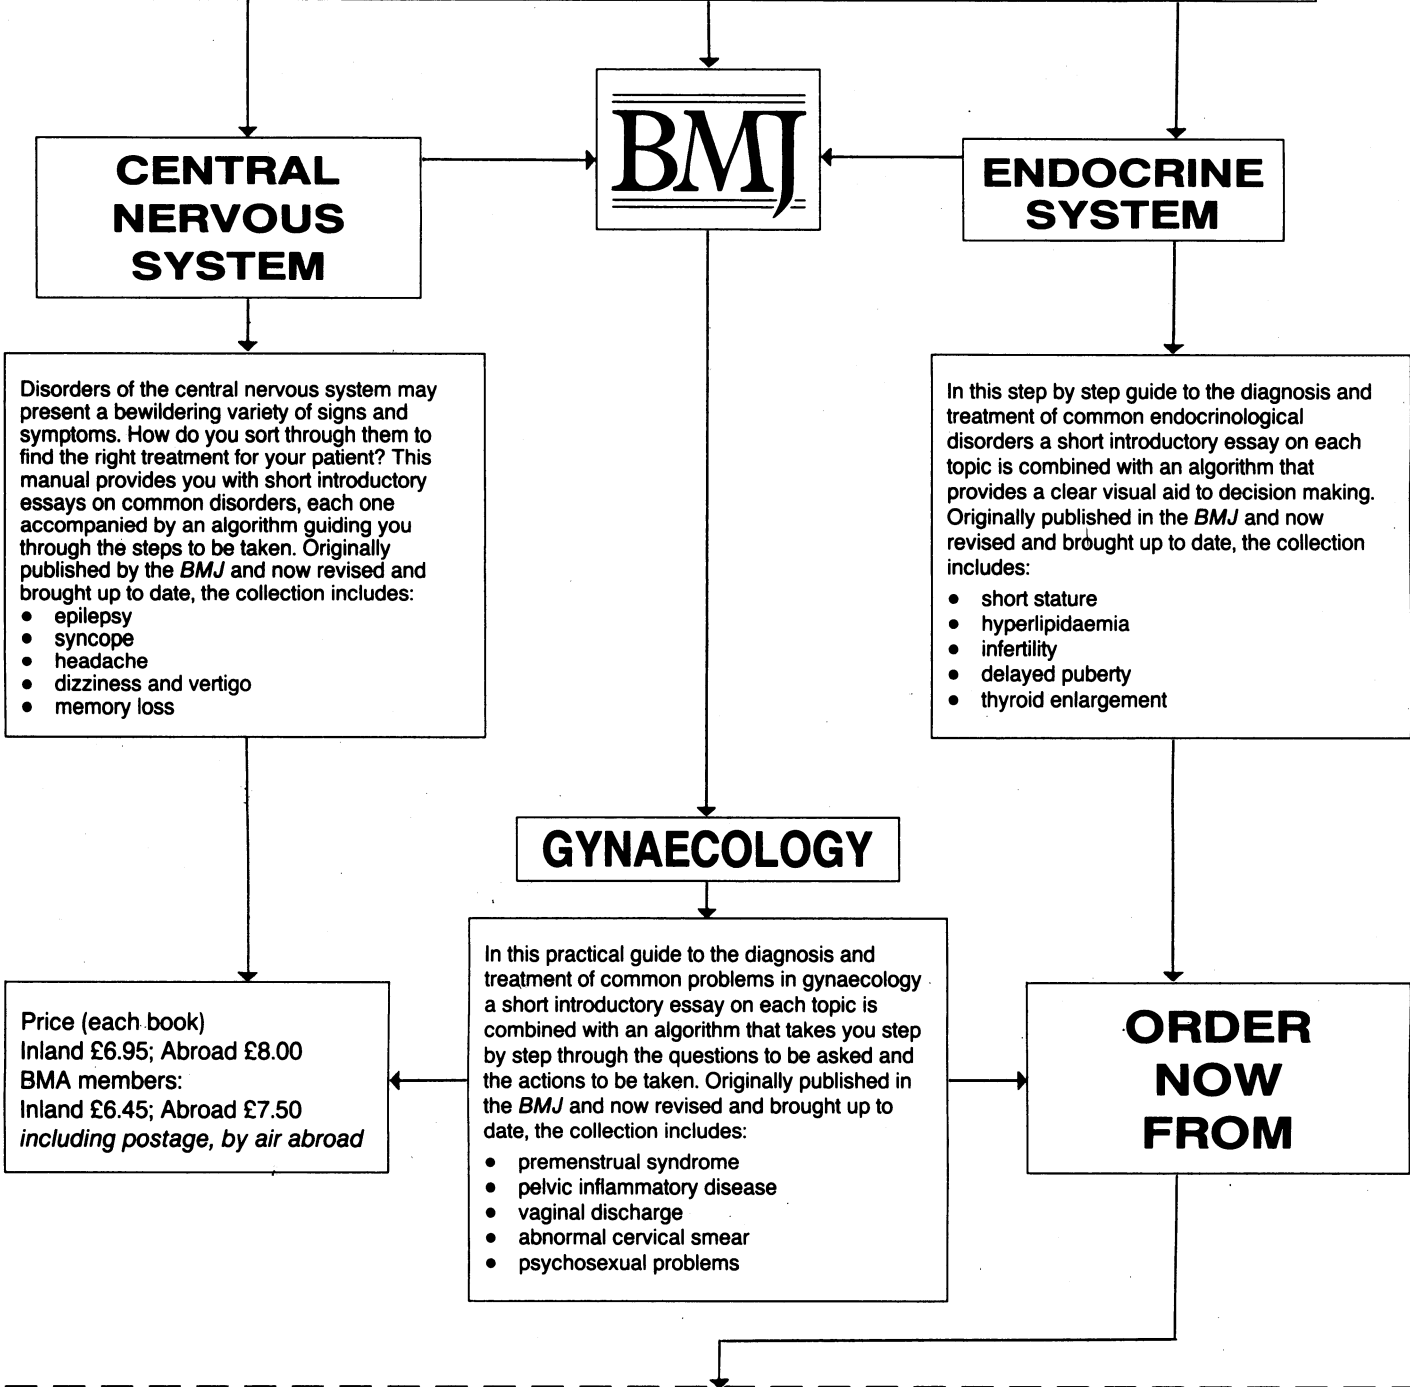 BMJ
CENTRAL
NERVOUS
SYSTEM
ENDOCRINE
SYSTEM
Disorders of the central nervous system may
present a bewildering variety of signs and
symptoms. How do you sort through them to
find the right treatment for your patient? This
manual provides you with short introductory
essays on common disorders, each one
accompanied by an algorithm guiding you
through the steps to be taken. Originally
published by the BMJ and now revised and
brought up to date, the collection includes:
• epilepsy
• syncope
• headache
• dizziness and vertigo
• memory loss
In this step by step guide to the diagnosis and
treatment of common endocrinological
disorders a short introductory essay on each
topic is combined with an algorithm that
provides a clear visual aid to decision making.
Originally published in the BMJ and now
revised and brought up to date, the collection
includes:
• short stature
• hyperlipidaemia
• infertility
• delayed puberty
• thyroid enlargement
GYNAECOLOGY
In this practical guide to the diagnosis and
treatment of common problems in gynaecology
a short introductory essay on each topic is
combined with an algorithm that takes you step
by step through the questions to be asked and
the actions to be taken. Originally published in
the BMJ and now revised and brought up to
date, the collection includes:
• premenstrual syndrome
• pelvic inflammatory disease
• vaginal discharge
• abnormal cervical smear
• psychosexual problems
Price (each book)
Inland £6.95; Abroad £8.00
BMA members:
Inland £6.45; Abroad £7.50
including postage, by air abroad
ORDER
NOW
FROM